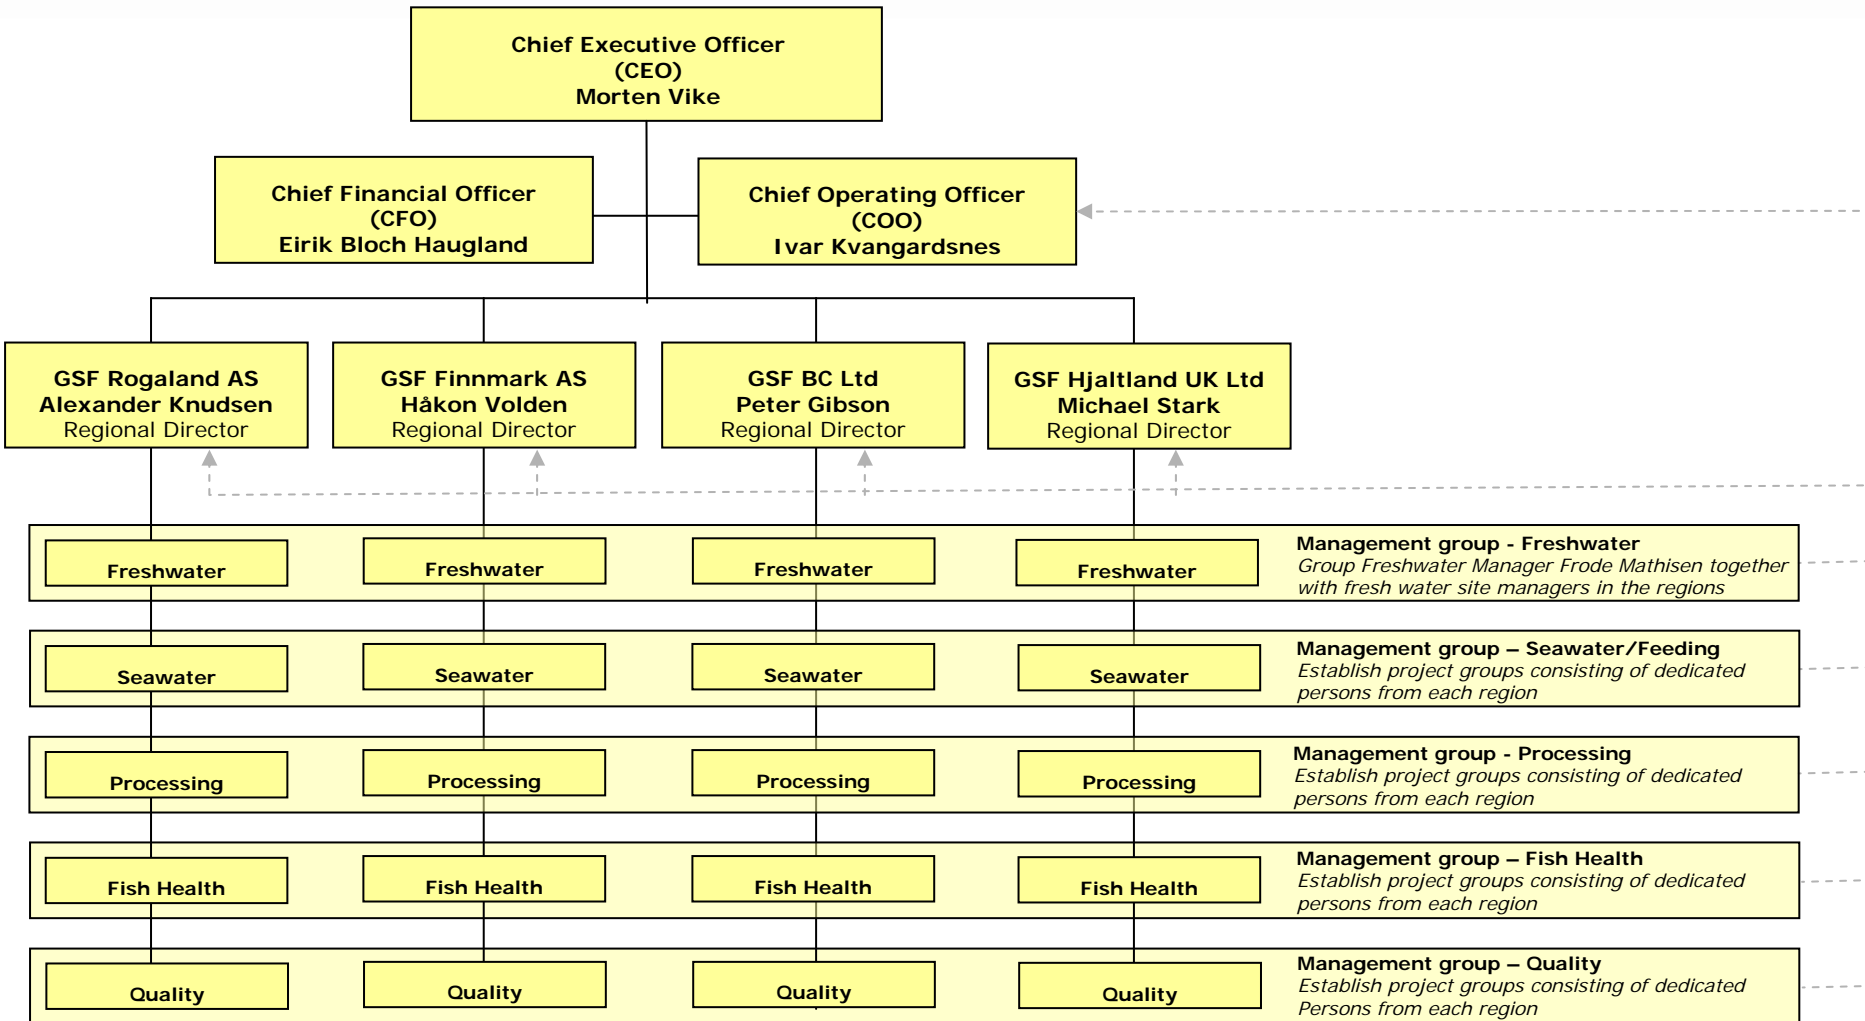 Chief Executive Officer
(CEO)
Morten Vike
Chief Financial Officer
(CFO)
Eirik Bloch Haugland
Chief Operating Officer
(COO)
Ivar Kvangardsnes
GSF Rogaland AS
Alexander Knudsen
Regional Director
GSF Finnmark AS
Håkon Volden
Regional Director
GSF BC Ltd
Peter Gibson
Regional Director
GSF Hjaltland UK Ltd
Michael Stark
Regional Director
Freshwater
Freshwater
Freshwater
Freshwater
Management group - Freshwater
Group Freshwater Manager Frode Mathisen together
with fresh water site managers in the regions
Seawater
Seawater
Seawater
Seawater
Management group – Seawater/Feeding
Establish project groups consisting of dedicated
persons from each region
Processing
Processing
Processing
Processing
Management group - Processing
Establish project groups consisting of dedicated
persons from each region
Fish Health
Fish Health
Fish Health
Fish Health
Management group – Fish Health
Establish project groups consisting of dedicated
persons from each region
Quality
Quality
Quality
Quality
Management group – Quality
Establish project groups consisting of dedicated
Persons from each region